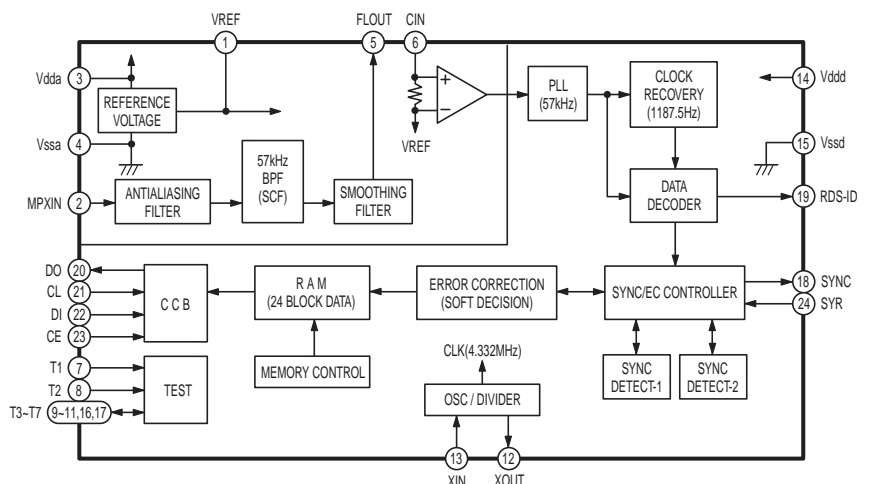 VREF
FLOUT
CIN
1
5
6
Vdda 3
REFERENCE
VOLTAGE
Vssa 4
+
−
VREF
PLL
(57kHz)
CLOCK
RECOVERY
(1187.5Hz)
14 Vddd
15 Vssd
MPXIN 2
ANTIALIASING
FILTER
57kHz
BPF
(SCF)
SMOOTHING
FILTER
DATA
DECODER
19 RDS-ID
DO 20
CL 21
DI 22
CE 23
C C B
R A M
(24 BLOCK DATA)
ERROR CORRECTION
(SOFT DECISION)
SYNC/EC CONTROLLER
18 SYNC
24 SYR
T1 7
T2 8
T3~T7 9~11,16,17
TEST
MEMORY CONTROL
CLK(4.332MHz)
OSC / DIVIDER
SYNC
DETECT-1
SYNC
DETECT-2
13
12
XIN
XOUT